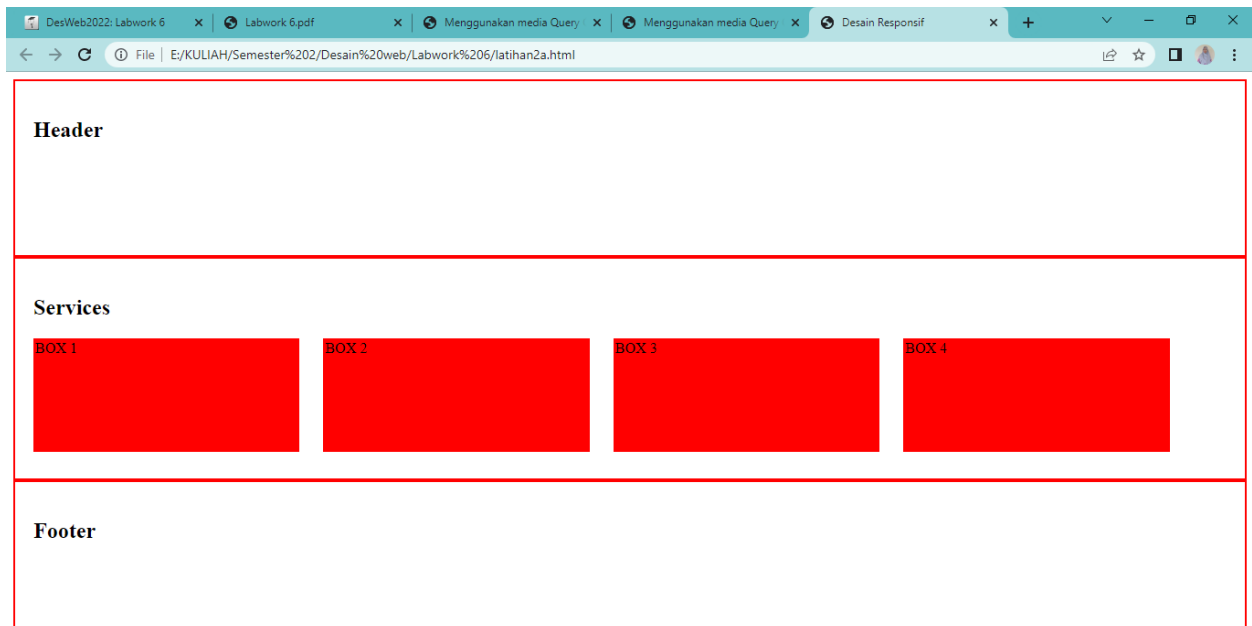 DesWeb2022: Labwork 6
Labwork 6.pdf
Menggunakan media Query
Menggunakan media Query
Desain Responsif
File
E:/KULIAH/Semester%202/Desain%20web/Labwork%206/latihan2a.html
Header
Services
BOX 1 BOX 2 BOX 3 BOX 4
Footer